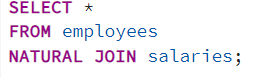 SELECT *
FROM employees
NATURAL JOIN salaries;